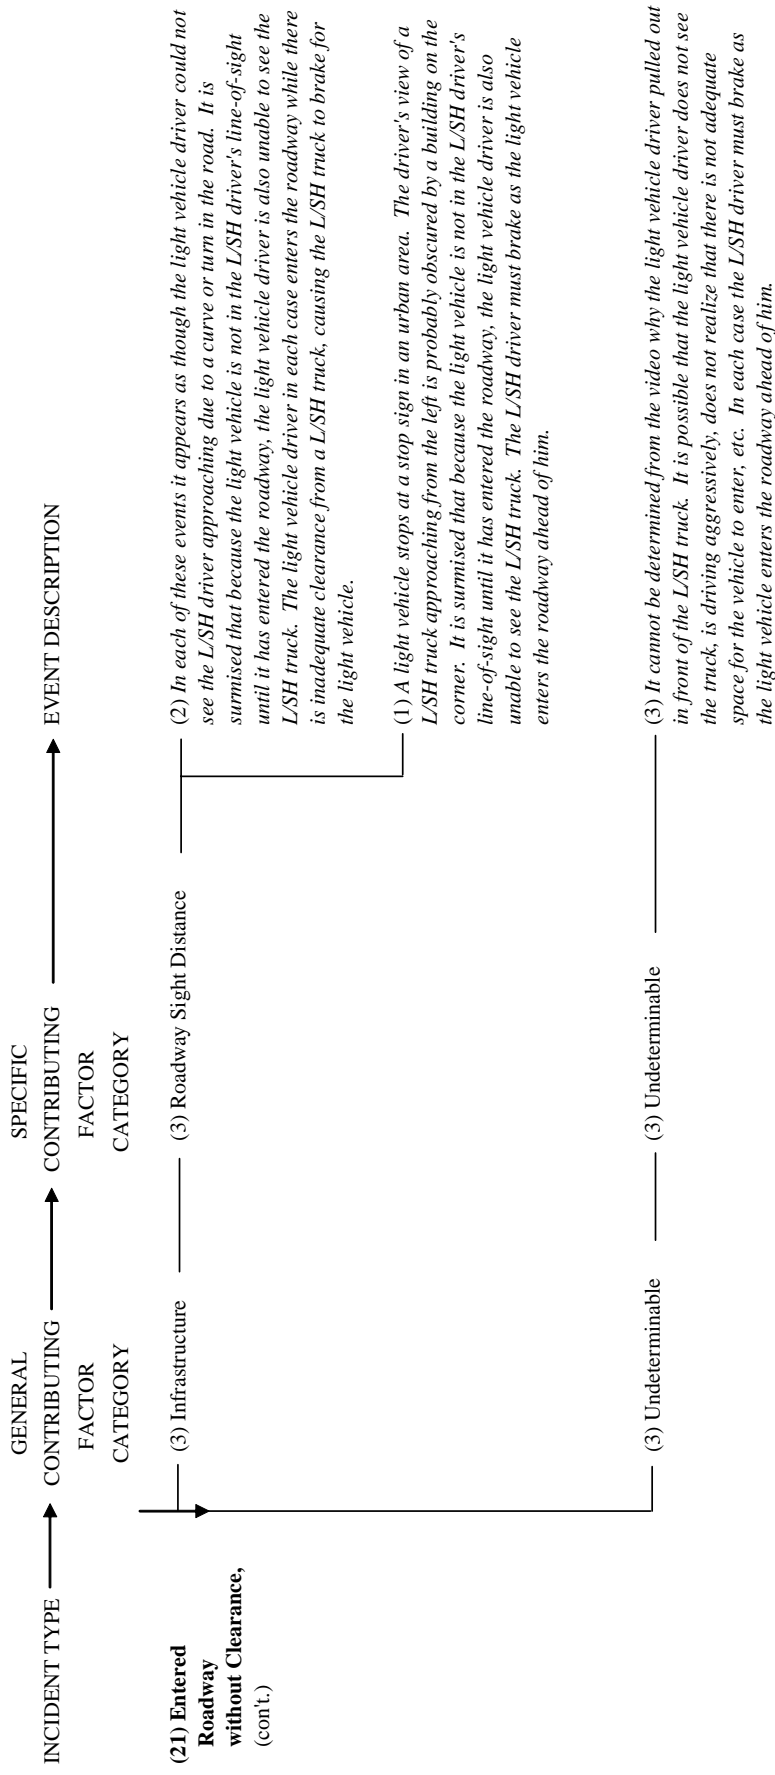 INCIDENT TYPE
GENERAL
CONTRIBUTING
FACTOR
CATEGORY
SPECIFIC
CONTRIBUTING
FACTOR
CATEGORY
EVENT DESCRIPTION
(21) Entered
Roadway
without Clearance,
(con't.)
(3) Infrastructure
(3) Roadway Sight Distance
(2) In each of these events it appears as though the light vehicle driver could not
see the L/SH driver approaching due to a curve or turn in the road.  It is
surmised that because the light vehicle is not in the L/SH driver's line-of-sight
until it has entered the roadway, the light vehicle driver is also unable to see the
L/SH truck.  The light vehicle driver in each case enters the roadway while there
is inadequate clearance from a L/SH truck, causing the L/SH truck to brake for
the light vehicle.
(1) A light vehicle stops at a stop sign in an urban area.  The driver's view of a
L/SH truck approaching from the left is probably obscured by a building on the
corner.  It is surmised that because the light vehicle is not in the L/SH driver's
line-of-sight until it has entered the roadway, the light vehicle driver is also
unable to see the L/SH truck.  The L/SH driver must brake as the light vehicle
enters the roadway ahead of him.
(3) Undeterminable
(3) Undeterminable
(3) It cannot be determined from the video why the light vehicle driver pulled out
in front of the L/SH truck.  It is possible that the light vehicle driver does not see
the truck, is driving aggressively, does not realize that there is not adequate
space for the vehicle to enter, etc.  In each case the L/SH driver must brake as
the light vehicle enters the roadway ahead of him.